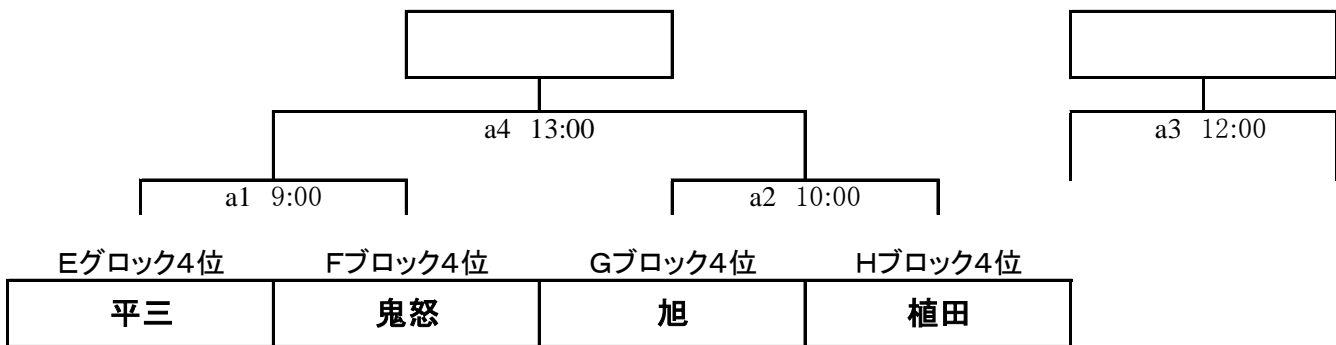 a4 13:00
a3 12:00
a1 9:00
a2 10:00
Eグロック4位
Fブロック4位
Gブロック4位
Hブロック4位
平三
鬼怒
旭
植田